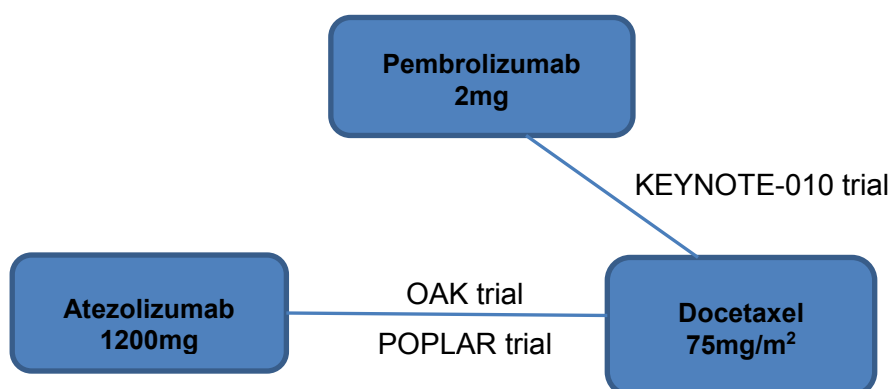 Pembrolizumab
2mg
KEYNOTE-010 trial
Atezolizumab
1200mg
OAK trial
POPLAR trial
Docetaxel
75mg/m²